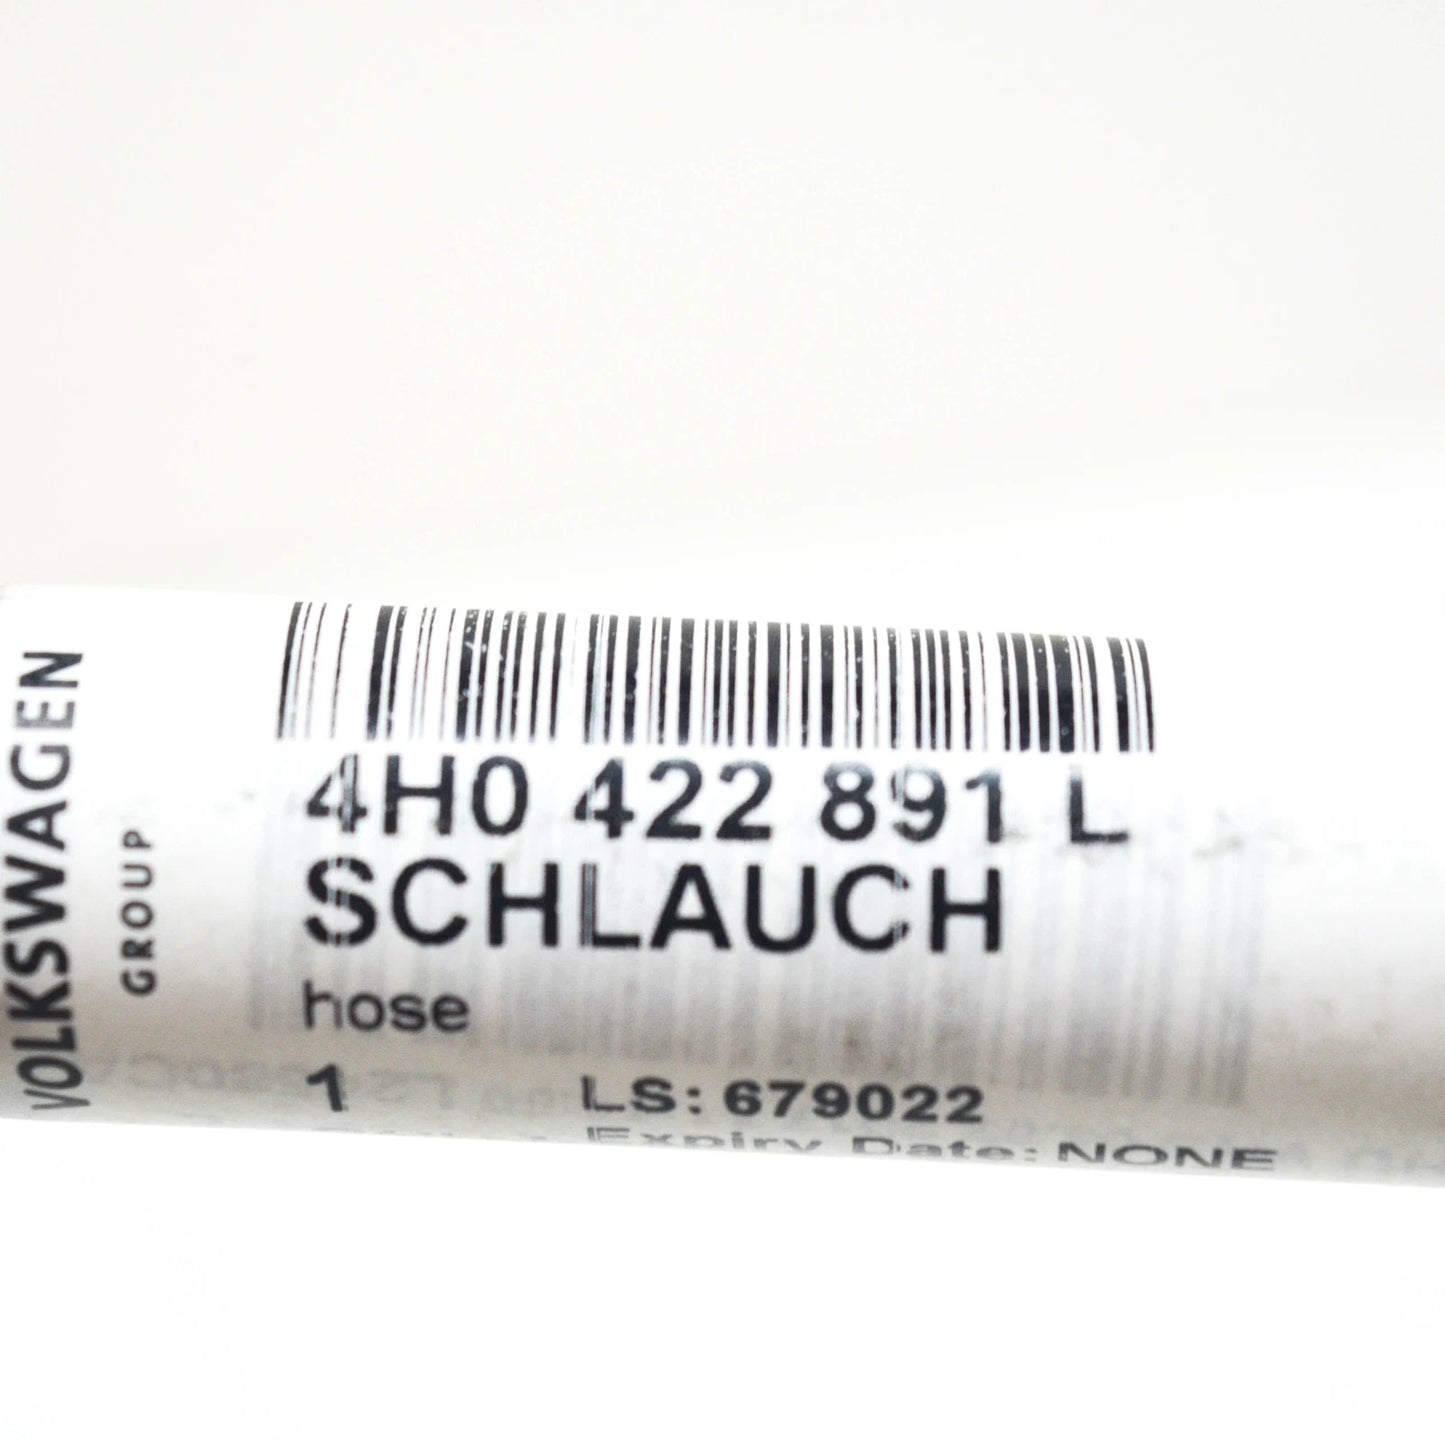 VOLKSWAGEN
GROUP
4H0 422 891 L
SCHLAUCH
hose
1 LS: 679022
Expiry Date: NONE